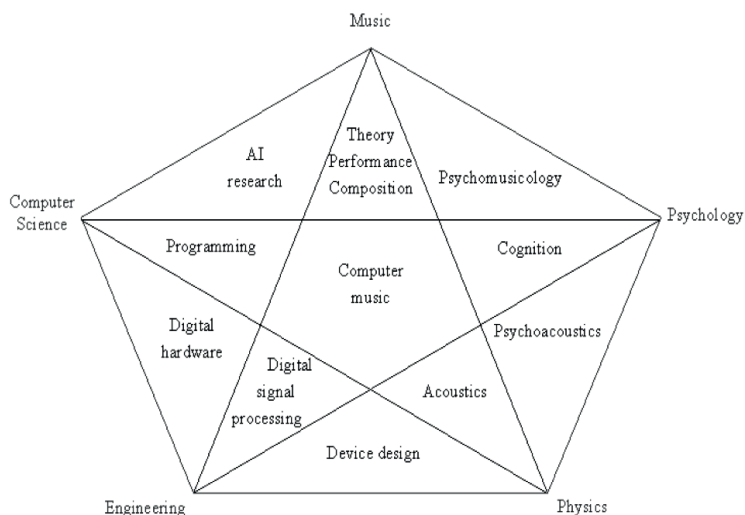 Music
Theory
Performance
Composition
AI
research
Psychomusicology
Computer
Science
Psychology
Programming
Cognition
Computer
music
Digital
hardware
Psychoacoustics
Digital
signal
processing
Acoustics
Device design
Engineering
Physics